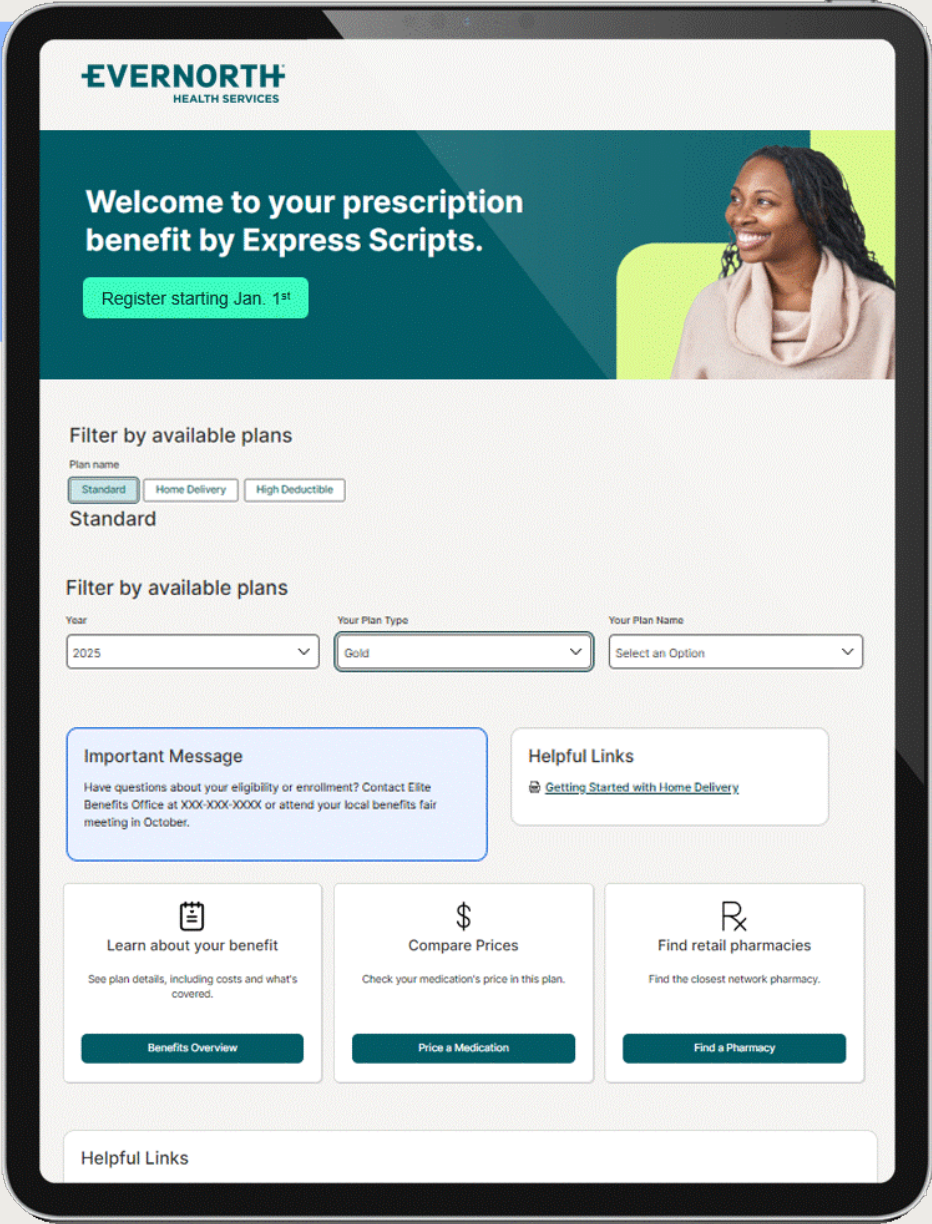 EVERNORTH
HEALTH SERVICES
Welcome to your prescription
benefit by Express Scripts.
Register starting Jan. 1st
Filter by available plans
Plan name
Standard Home Delivery High Deductible
Standard
Filter by available plans
Year Your Plan Type Your Plan Name
2025 Gold Select an Option
Important Message
Have questions about your eligibility or enrollment? Contact Elite
Benefits Office at XXX-XXX-XXXX or attend your local benefits fair
meeting in October.
Helpful Links
Getting Started with Home Delivery
Learn about your benefit
See plan details, including costs and what's
covered.
Benefits Overview
$
Compare Prices
Check your medication's price in this plan.
Price a Medication
Rx
Find retail pharmacies
Find the closest network pharmacy.
Find a Pharmacy
Helpful Links